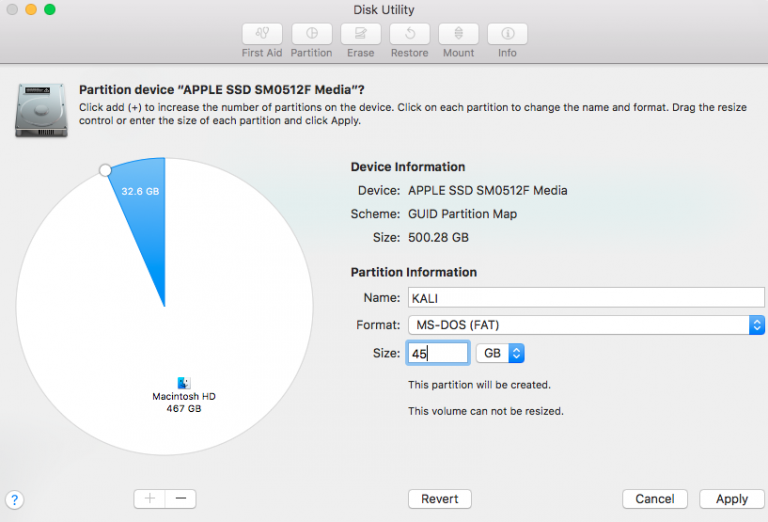 Disk Utility
First Aid
Partition
Erase
Restore
Mount
Info
Partition device "APPLE SSD SM0512F Media"?
Click add (+) to increase the number of partitions on the device. Click on each partition to change the name and format. Drag the resize
control or enter the size of each partition and click Apply.
32.6 GB
Macintosh HD
467 GB
Device Information
Device: APPLE SSD SM0512F Media
Scheme: GUID Partition Map
Size: 500.28 GB
Partition Information
Name: KALI
Format: MS-DOS (FAT)
Size: 45 GB
This partition will be created.
This volume can not be resized.
?
+ −
Revert
Cancel
Apply